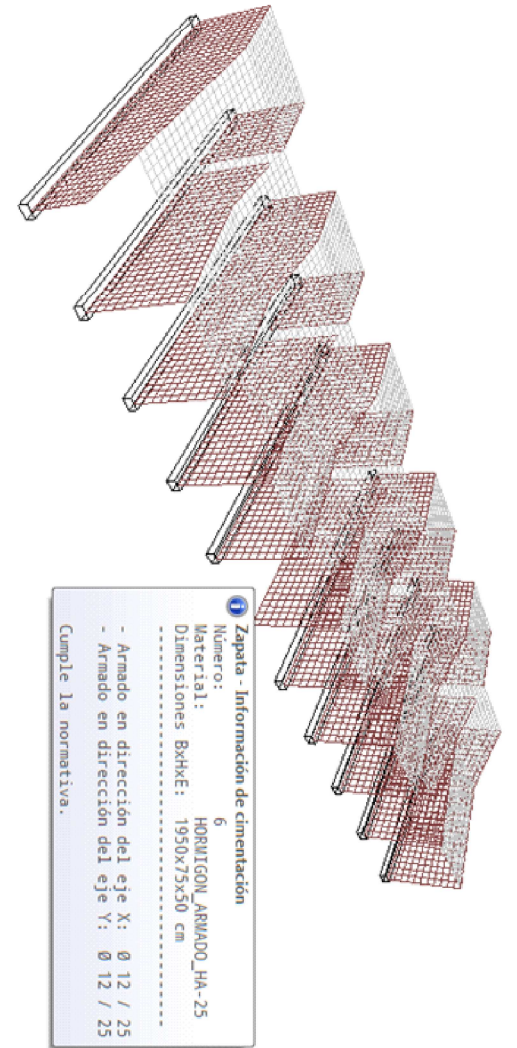 Zapata - Información de cimentación
Número: 6
Material: HORMIGON_ARMADO_HA-25
Dimensiones BxHxE: 1950x75x50 cm
- Armado en dirección del eje X: Ø 12 / 25
- Armado en dirección del eje Y: Ø 12 / 25
Cumple la normativa.